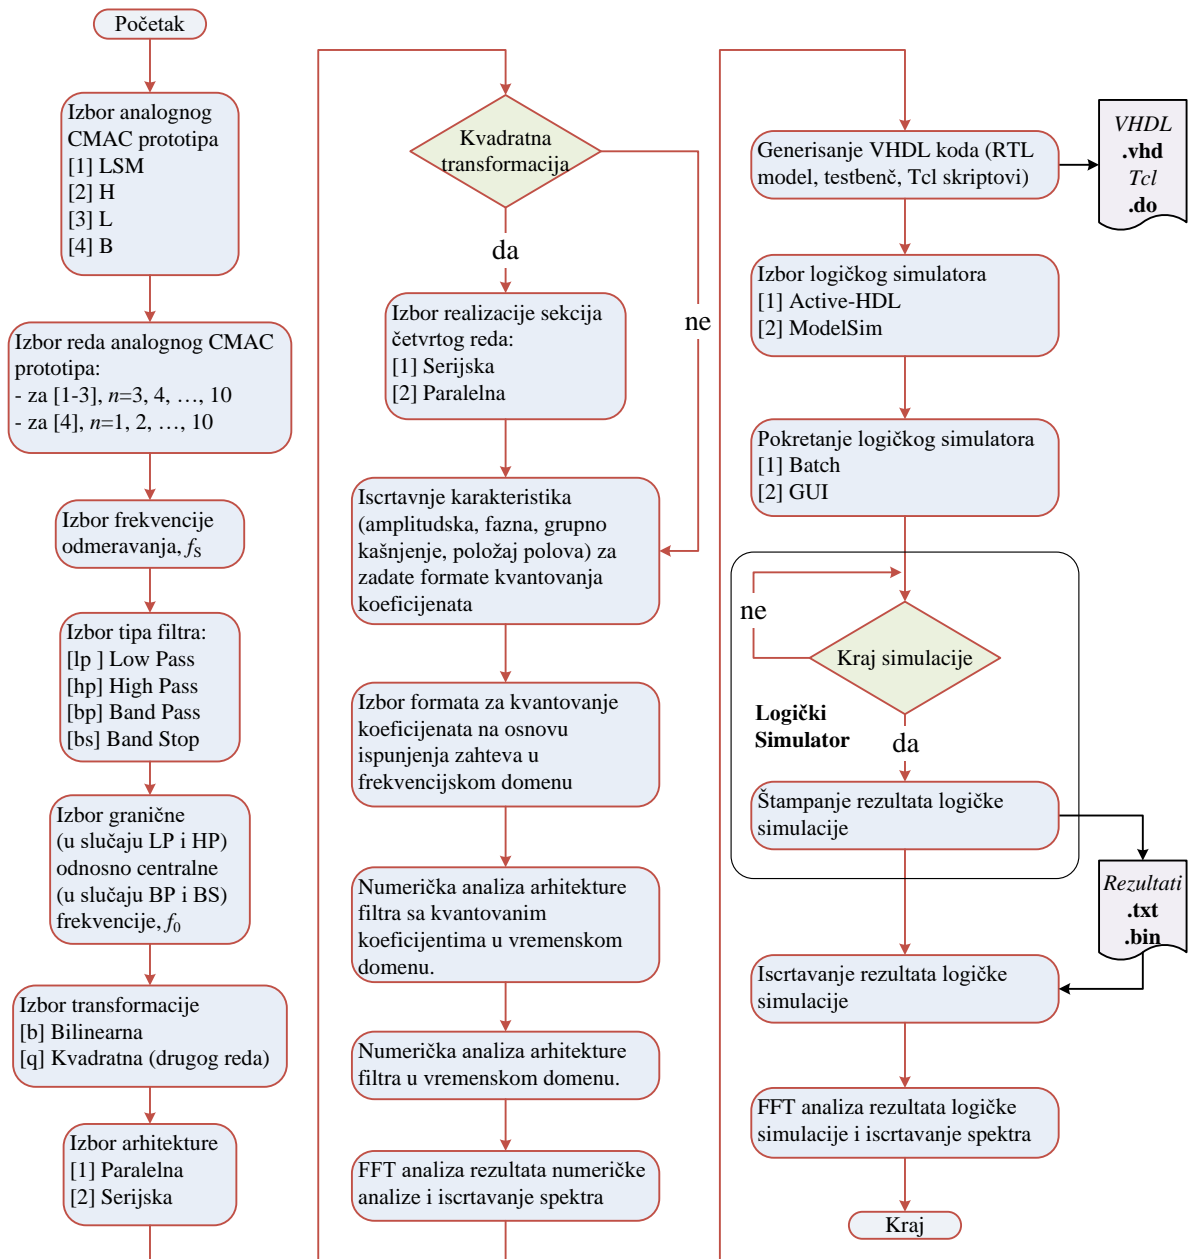 Početak
Izbor analognog
CMAC prototipa
[1] LSM
[2] H
[3] L
[4] B
Izbor reda analognog CMAC
prototipa:
- za [1-3], n=3, 4, …, 10
- za [4], n=1, 2, …, 10
Izbor frekvencije
odmeravanja, fS
Izbor tipa filtra:
[lp ] Low Pass
[hp] High Pass
[bp] Band Pass
[bs] Band Stop
Izbor granične
(u slučaju LP i HP)
odnosno centralne
(u slučaju BP i BS)
frekvencije, f0
Izbor transformacije
[b] Bilinearna
[q] Kvadratna (drugog reda)
Izbor arhitekture
[1] Paralelna
[2] Serijska
Kvadratna
transformacija
da
ne
Izbor realizacije sekcija
četvrtog reda:
[1] Serijska
[2] Paralelna
Iscrtavnje karakteristika
(amplitudska, fazna, grupno
kašnjenje, položaj polova) za
zadate formate kvantovanja
koeficijenata
Izbor formata za kvantovanje
koeficijenata na osnovu
ispunjenja zahteva u
frekvencijskom domenu
Numerička analiza arhitekture
filtra sa kvantovanim
koeficijentima u vremenskom
domenu.
Numerička analiza arhitekture
filtra u vremenskom domenu.
FFT analiza rezultata numeričke
analize i iscrtavanje spektra
Generisanje VHDL koda (RTL
model, testbenč, Tcl skriptovi)
VHDL
.vhd
Tcl
.do
Izbor logičkog simulatora
[1] Active-HDL
[2] ModelSim
Pokretanje logičkog simulatora
[1] Batch
[2] GUI
ne
Kraj simulacije
Logički
Simulator
da
Štampanje rezultata logičke
simulacije
Rezultati
.txt
.bin
Iscrtavanje rezultata logičke
simulacije
FFT analiza rezultata logičke
simulacije i iscrtavanje spektra
Kraj